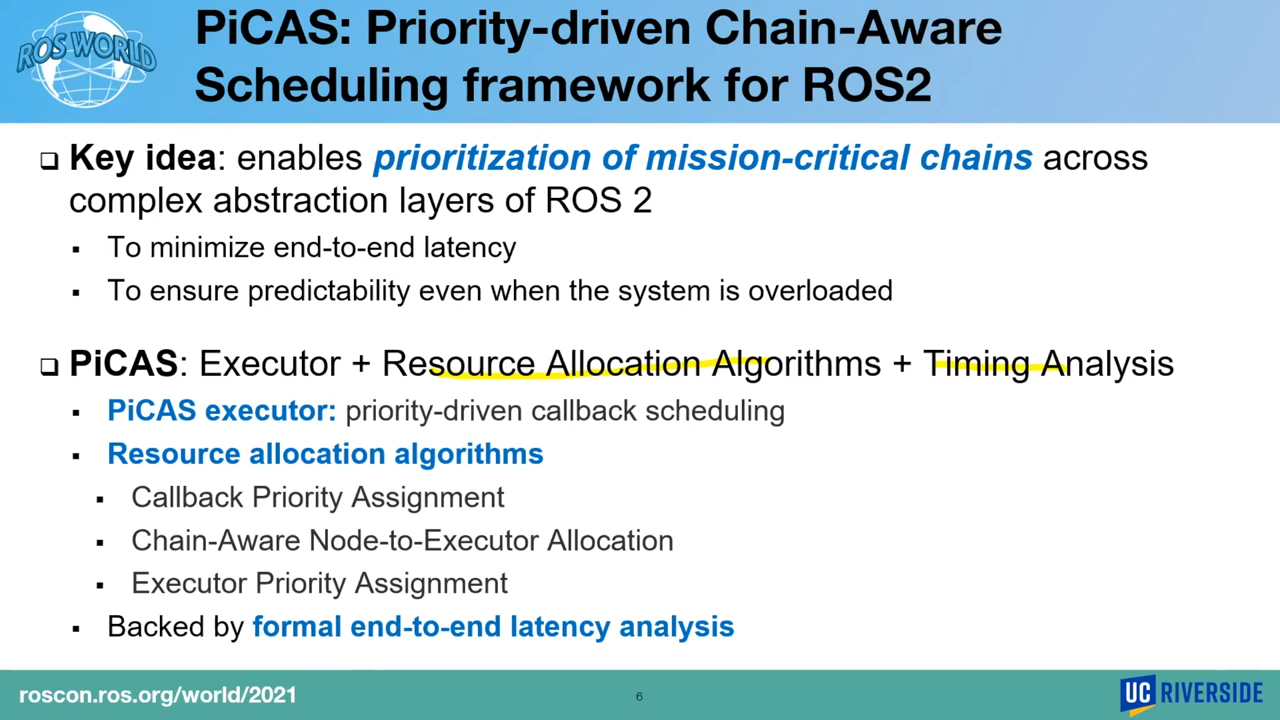 ROS WORLD
PiCAS: Priority-driven Chain-Aware
Scheduling framework for ROS2
Key idea: enables prioritization of mission-critical chains across
complex abstraction layers of ROS 2
To minimize end-to-end latency
To ensure predictability even when the system is overloaded
PiCAS: Executor + Resource Allocation Algorithms + Timing Analysis
PiCAS executor: priority-driven callback scheduling
Resource allocation algorithms
Callback Priority Assignment
Chain-Aware Node-to-Executor Allocation
Executor Priority Assignment
Backed by formal end-to-end latency analysis
roscon.ros.org/world/2021
6
UC RIVERSIDE